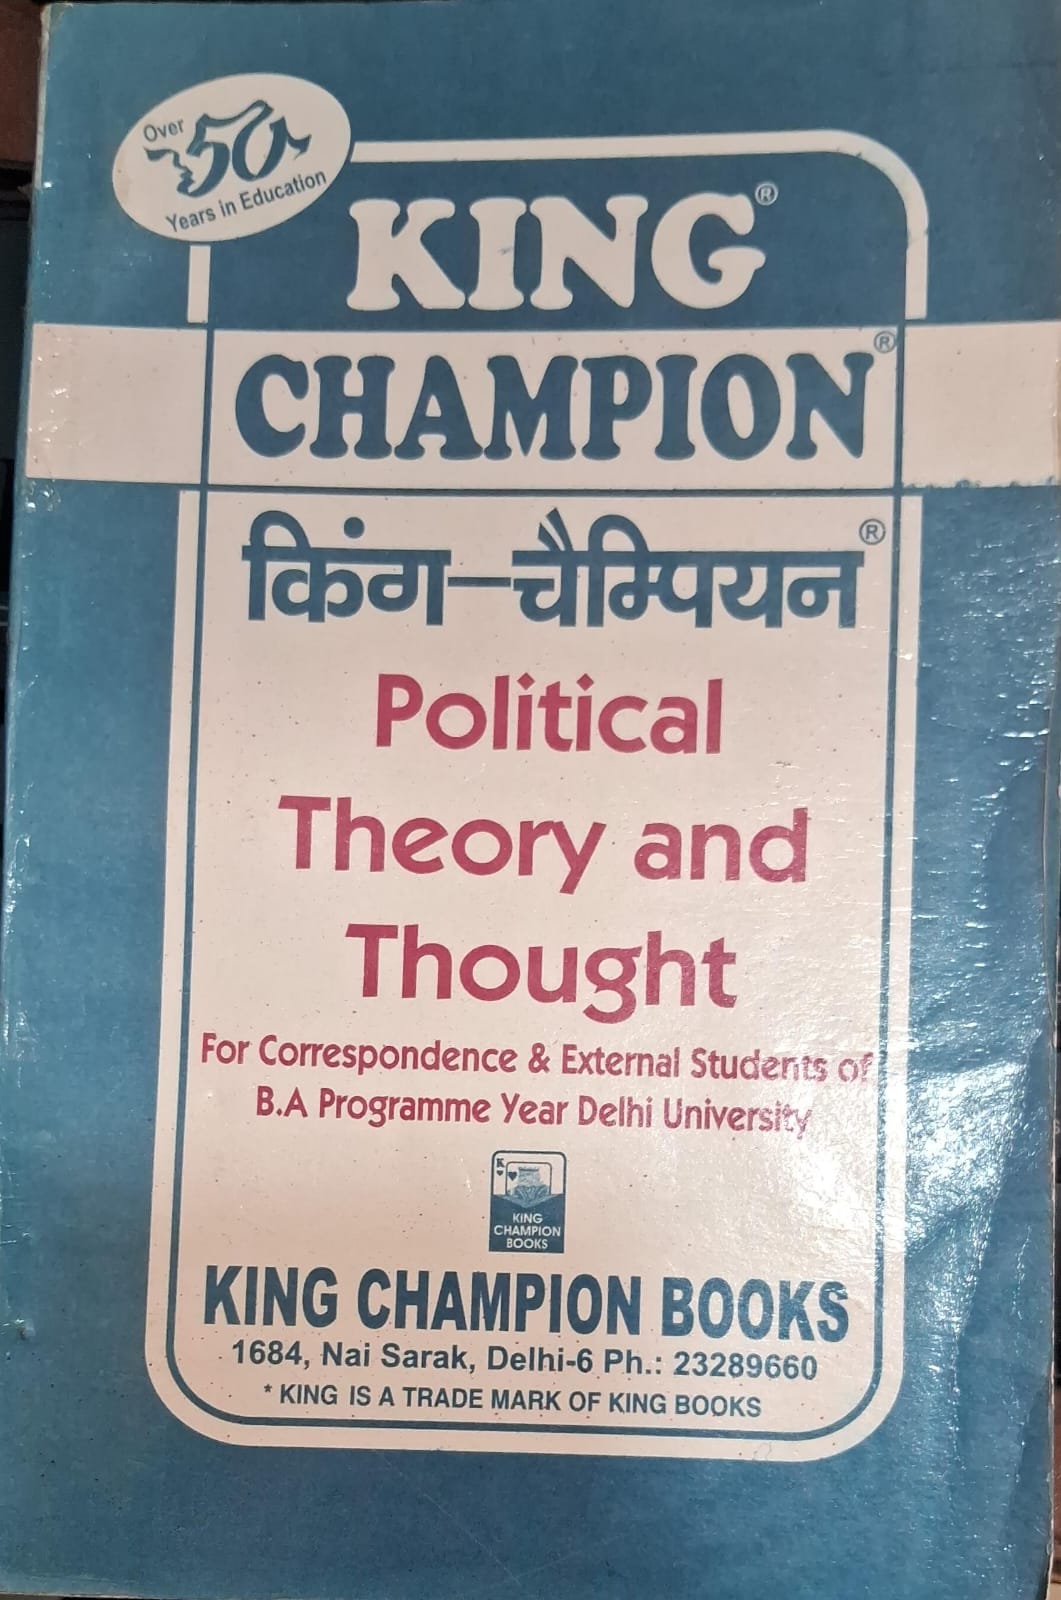 Over
50
Years in Education
KING®
CHAMPION®
किंग–चैम्पियन®
Political
Theory and
Thought
For Correspondence & External Students of
B.A Programme Year Delhi University
K
KING
CHAMPION
BOOKS
KING CHAMPION BOOKS
1684, Nai Sarak, Delhi-6 Ph.: 23289660
* KING IS A TRADE MARK OF KING BOOKS